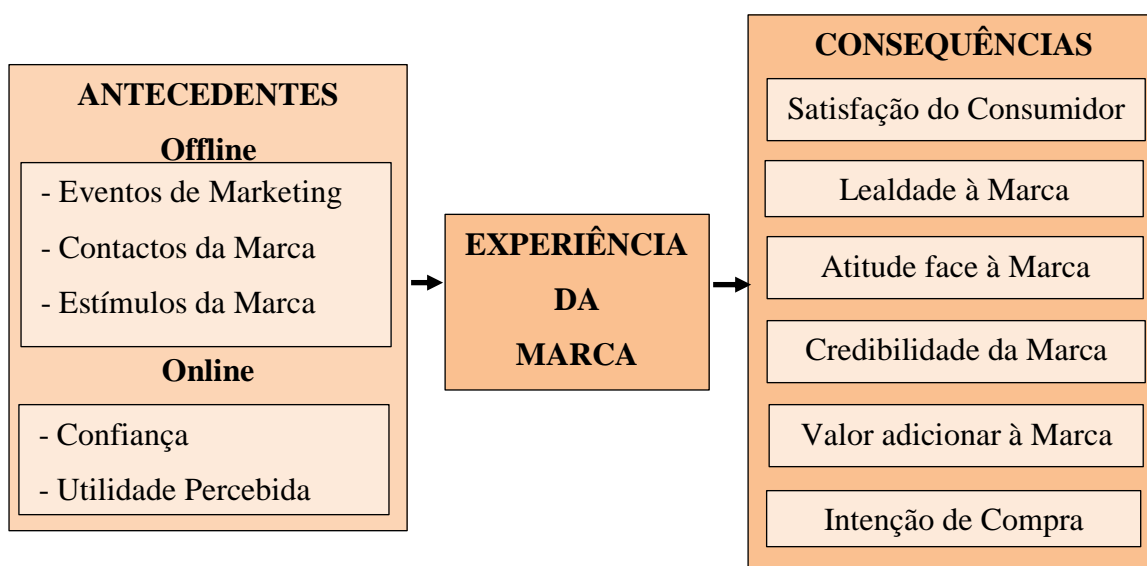 ANTECEDENTES
Offline
- Eventos de Marketing
- Contactos da Marca
- Estímulos da Marca
Online
- Confiança
- Utilidade Percebida
EXPERIÊNCIA
DA
MARCA
CONSEQUÊNCIAS
Satisfação do Consumidor
Lealdade à Marca
Atitude face à Marca
Credibilidade da Marca
Valor adicionar à Marca
Intenção de Compra